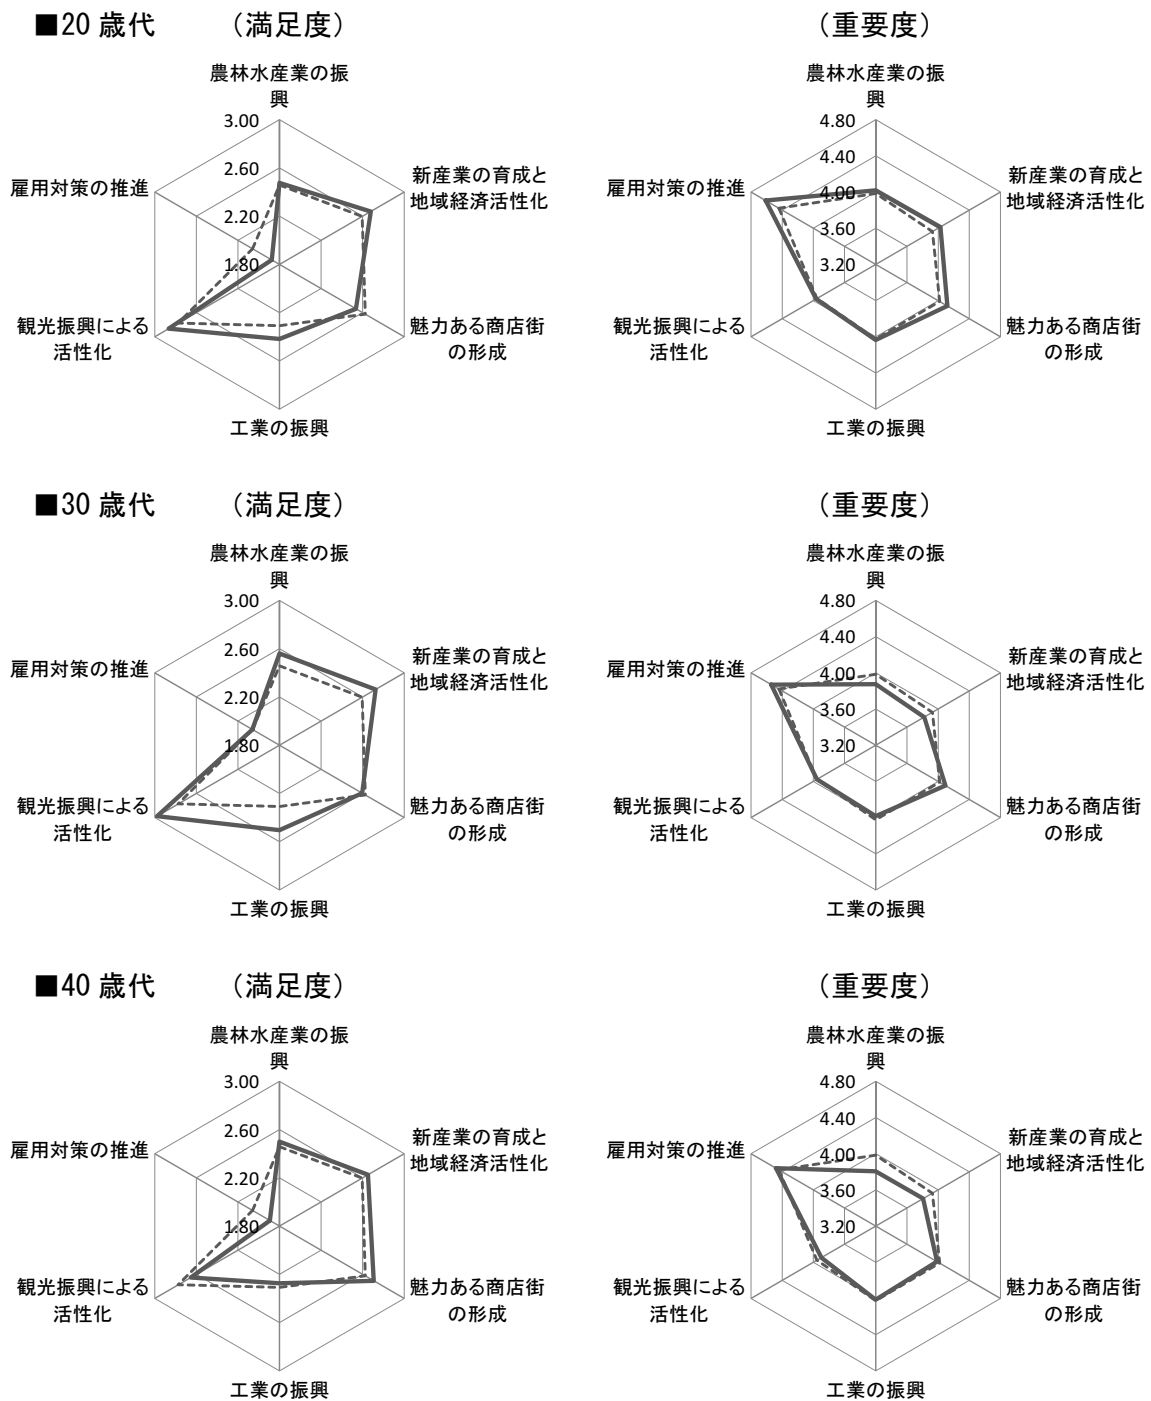 ■20 歳代 （満足度） （重要度）
農林水産業の振
興
3.00
2.60
2.20
1.80
新産業の育成と
地域経済活性化
魅力ある商店街
の形成
工業の振興
観光振興による
活性化
雇用対策の推進
農林水産業の振
興
4.80
4.40
4.00
3.60
3.20
新産業の育成と
地域経済活性化
魅力ある商店街
の形成
工業の振興
観光振興による
活性化
雇用対策の推進
■30 歳代 （満足度） （重要度）
農林水産業の振
興
3.00
2.60
2.20
1.80
新産業の育成と
地域経済活性化
魅力ある商店街
の形成
工業の振興
観光振興による
活性化
雇用対策の推進
農林水産業の振
興
4.80
4.40
4.00
3.60
3.20
新産業の育成と
地域経済活性化
魅力ある商店街
の形成
工業の振興
観光振興による
活性化
雇用対策の推進
■40 歳代 （満足度） （重要度）
農林水産業の振
興
3.00
2.60
2.20
1.80
新産業の育成と
地域経済活性化
魅力ある商店街
の形成
工業の振興
観光振興による
活性化
雇用対策の推進
農林水産業の振
興
4.80
4.40
4.00
3.60
3.20
新産業の育成と
地域経済活性化
魅力ある商店街
の形成
工業の振興
観光振興による
活性化
雇用対策の推進